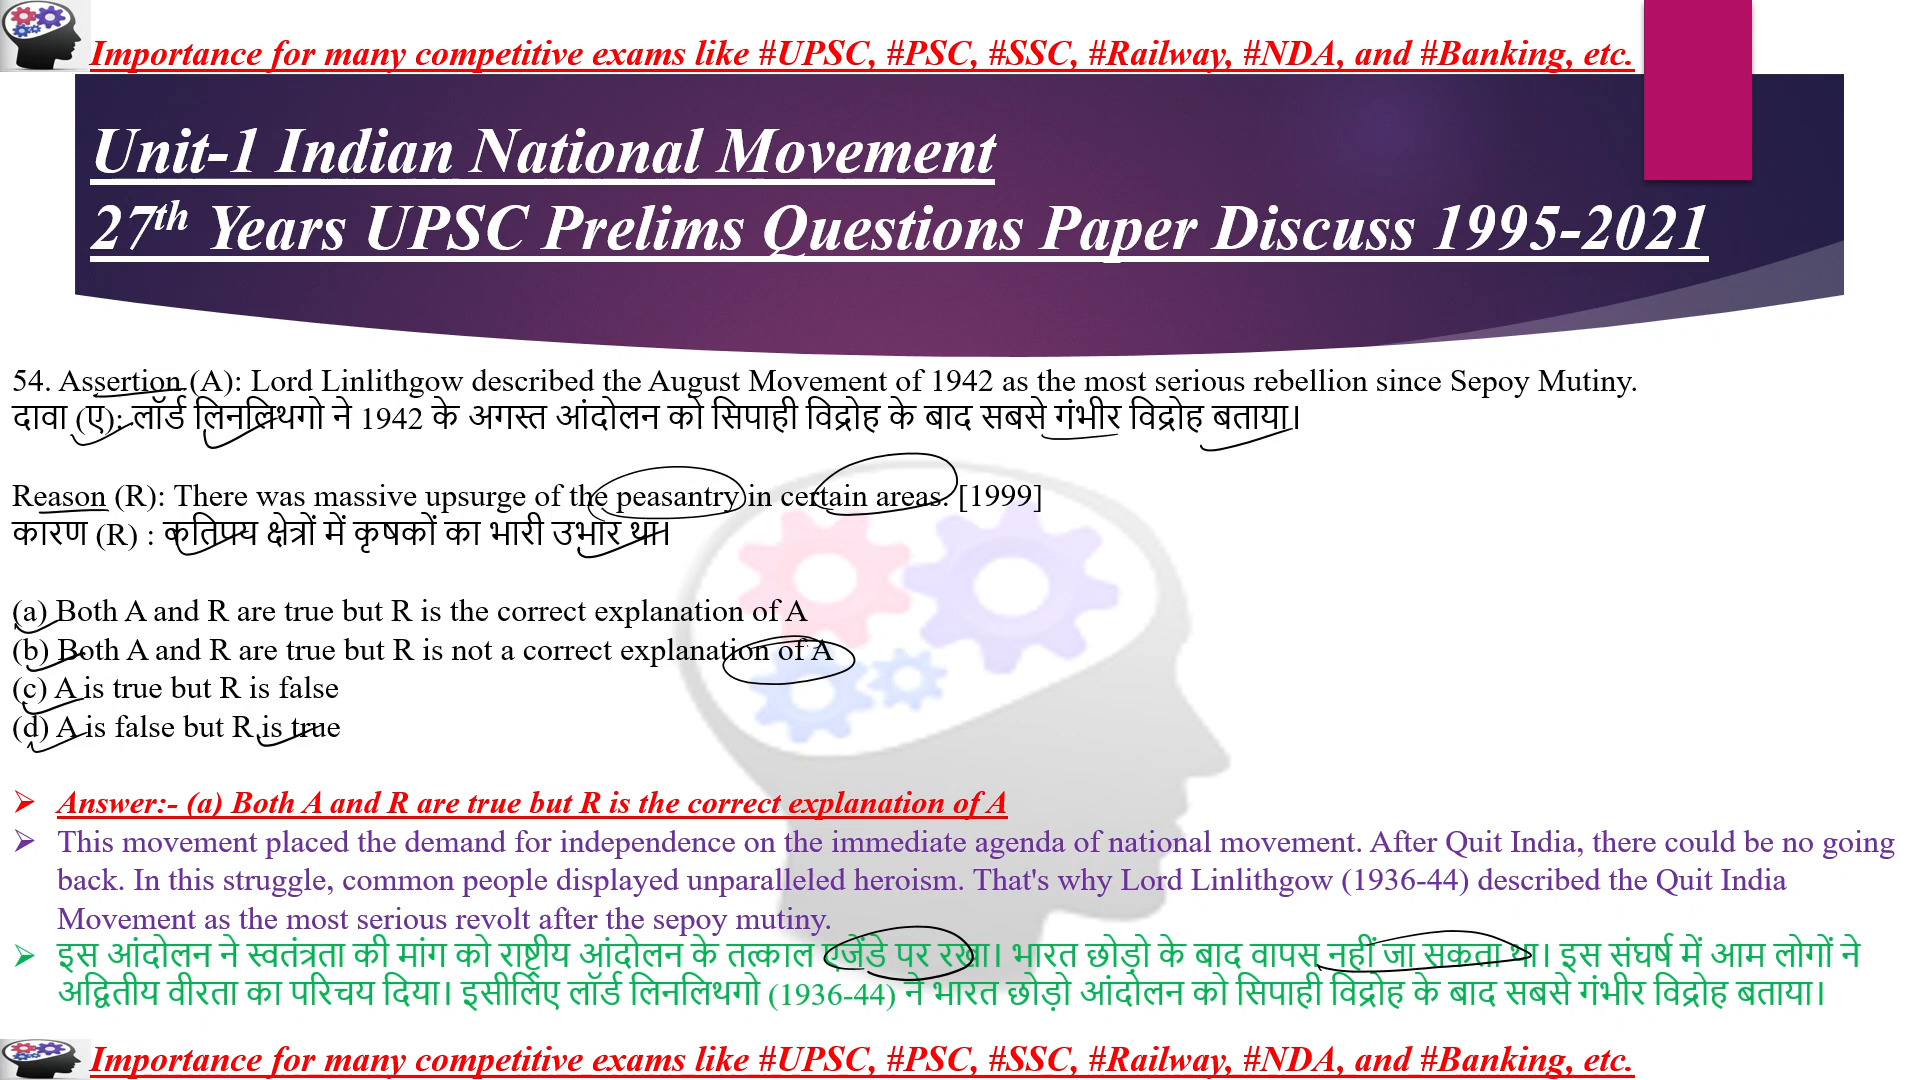 Importance for many competitive exams like #UPSC, #PSC, #SSC, #Railway, #NDA, and #Banking, etc.
Unit-1 Indian National Movement
27th Years UPSC Prelims Questions Paper Discuss 1995-2021
54. Assertion (A): Lord Linlithgow described the August Movement of 1942 as the most serious rebellion since Sepoy Mutiny.
दावा (ए): लॉर्ड लिनलिथगो ने 1942 के अगस्त आंदोलन को सिपाही विद्रोह के बाद सबसे गंभीर विद्रोह बताया।
Reason (R): There was massive upsurge of the peasantry in certain areas. [1999]
कारण (R) : कतिपय क्षेत्रों में कृषकों का भारी उभार था।
(a) Both A and R are true but R is the correct explanation of A
(b) Both A and R are true but R is not a correct explanation of A
(c) A is true but R is false
(d) A is false but R is true
Answer:- (a) Both A and R are true but R is the correct explanation of A
This movement placed the demand for independence on the immediate agenda of national movement. After Quit India, there could be no going
back. In this struggle, common people displayed unparalleled heroism. That's why Lord Linlithgow (1936-44) described the Quit India
Movement as the most serious revolt after the sepoy mutiny.
इस आंदोलन ने स्वतंत्रता की मांग को राष्ट्रीय आंदोलन के तत्काल एजेंडे पर रखा। भारत छोड़ो के बाद वापस नहीं जा सकता था। इस संघर्ष में आम लोगों ने
अद्वितीय वीरता का परिचय दिया। इसीलिए लॉर्ड लिनलिथगो (1936-44) ने भारत छोड़ो आंदोलन को सिपाही विद्रोह के बाद सबसे गंभीर विद्रोह बताया।
Importance for many competitive exams like #UPSC, #PSC, #SSC, #Railway, #NDA, and #Banking, etc.